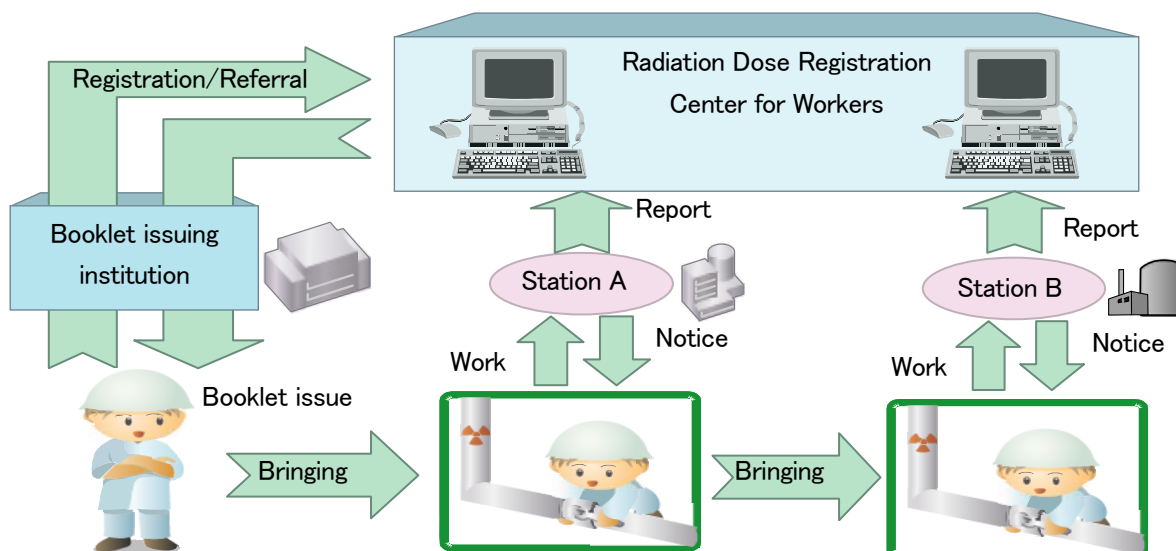 Registration/Referral
Radiation Dose Registration
Center for Workers
Booklet issuing
institution
Report
Report
Station A
Station B
Work
Notice
Work
Notice
Booklet issue
Bringing
Bringing